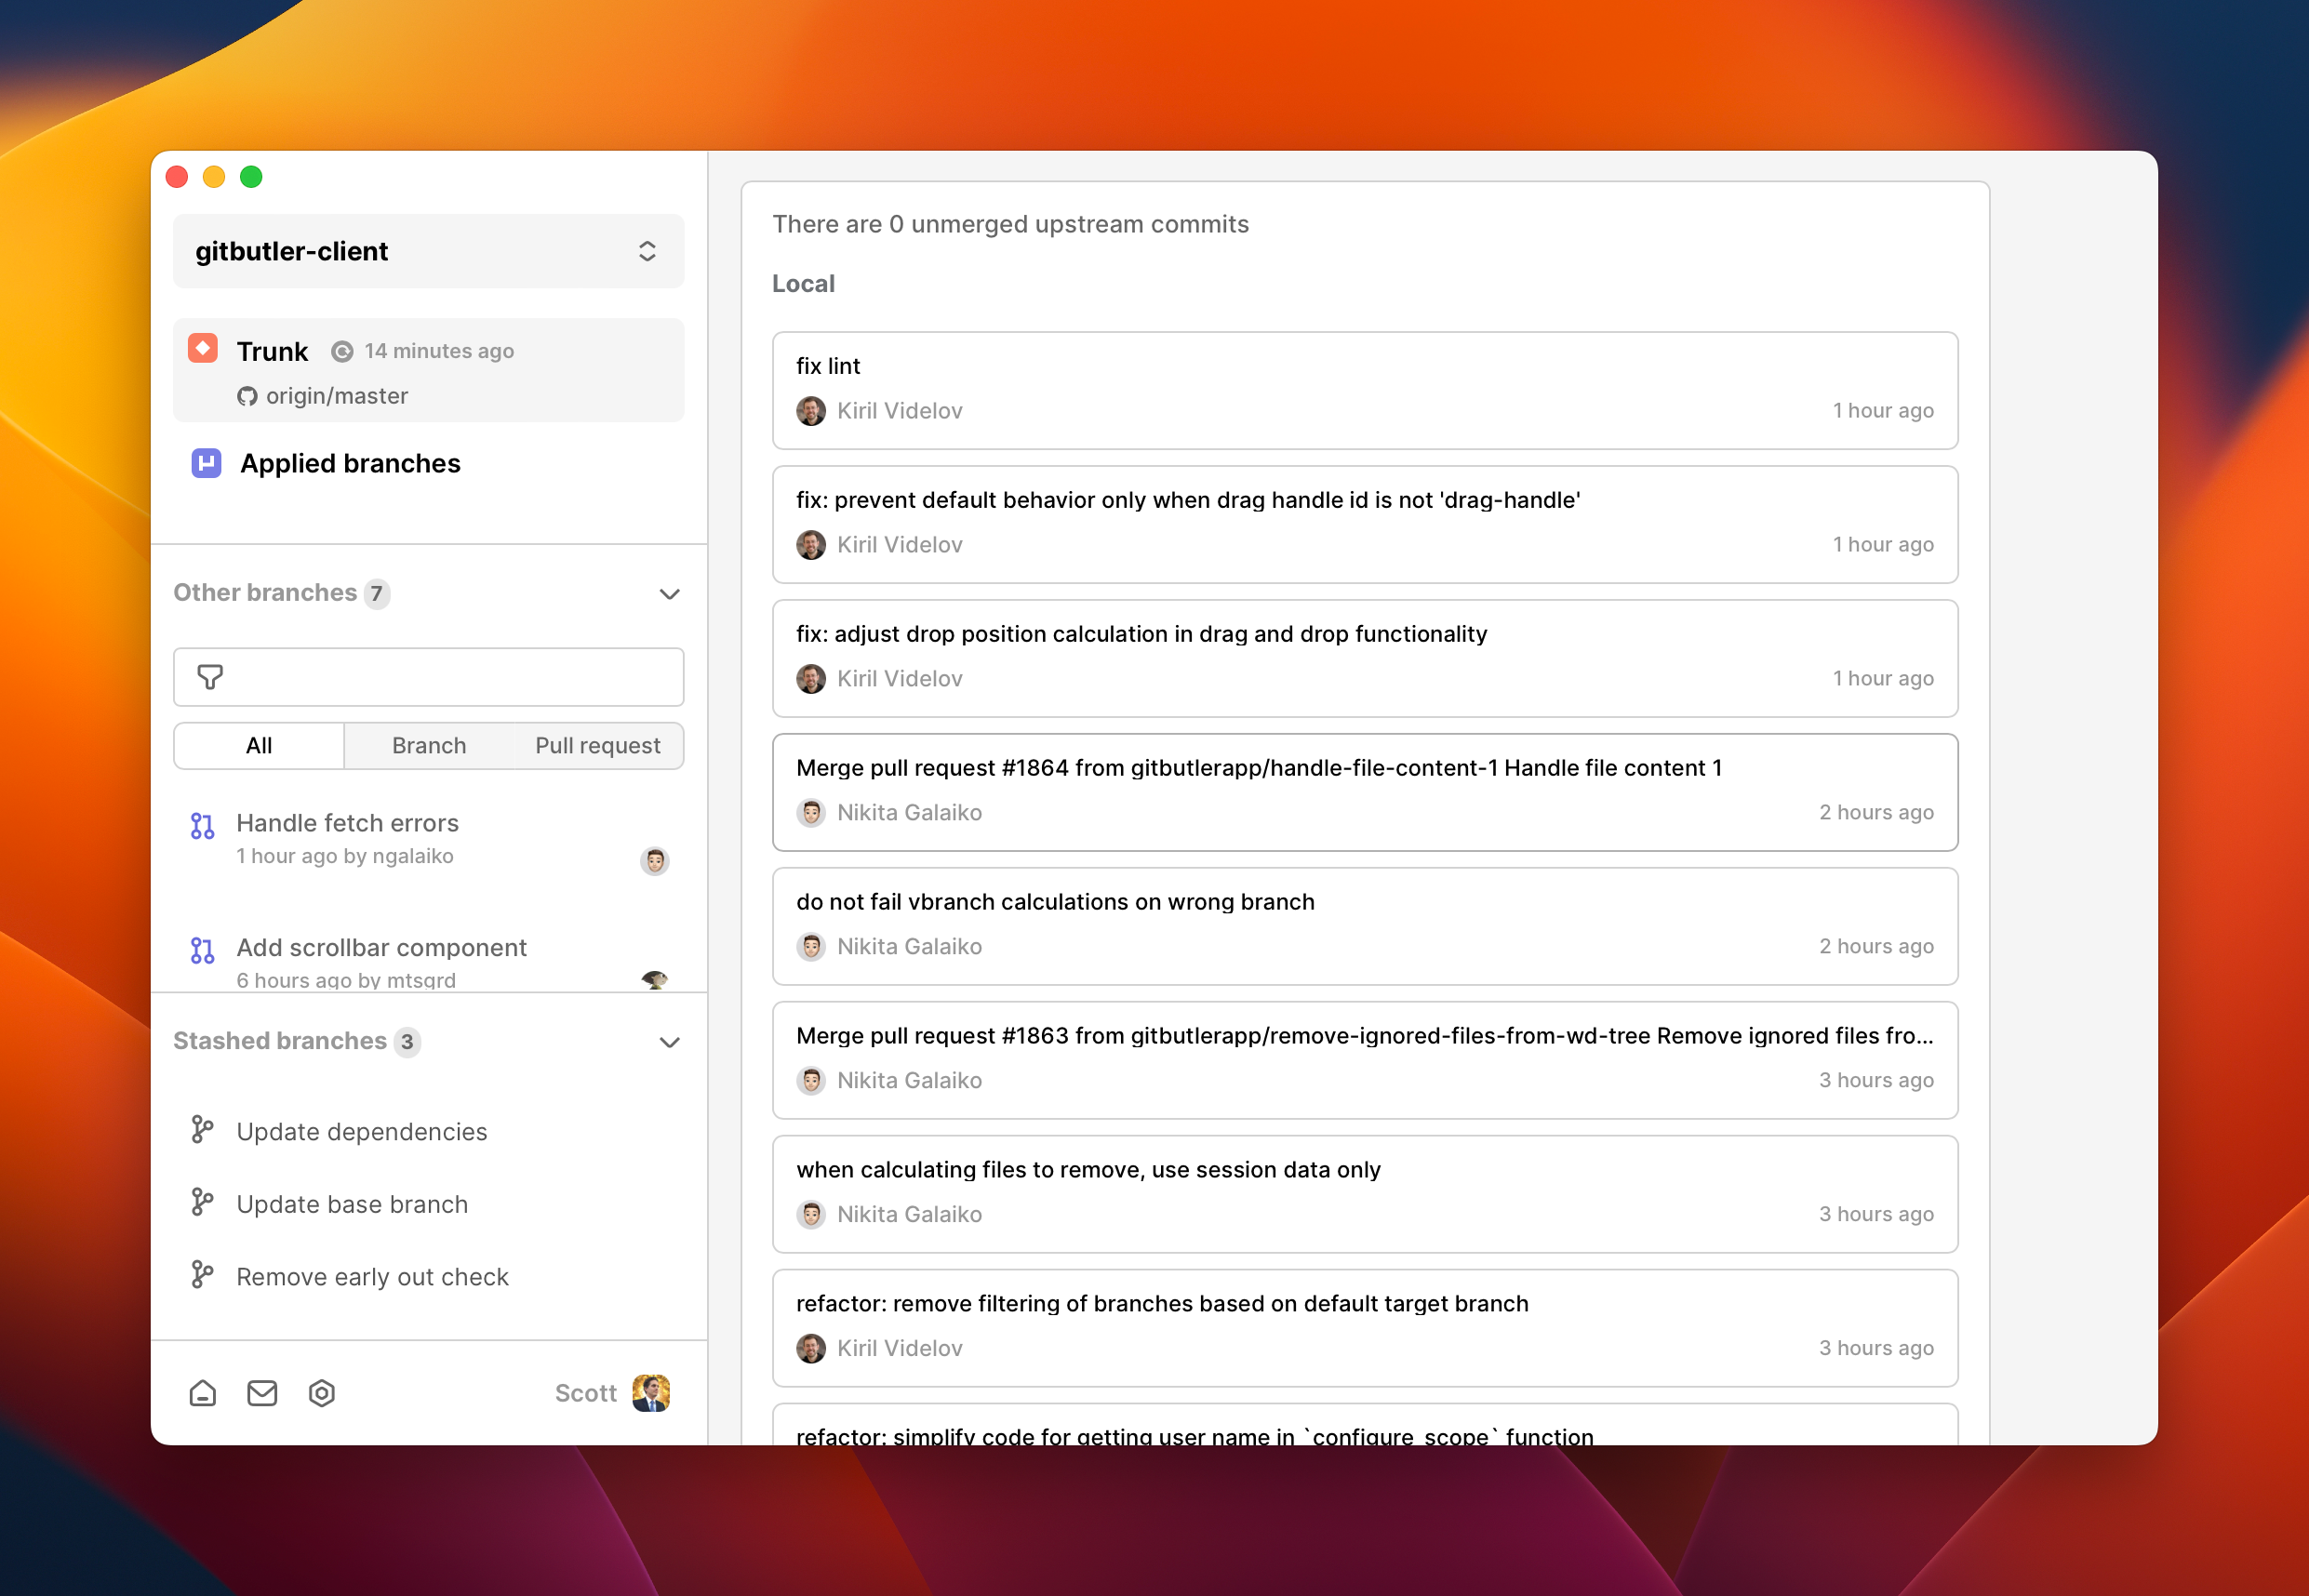 gitbutler-client
Trunk 14 minutes ago
origin/master
Applied branches
Other branches 7
All Branch Pull request
Handle fetch errors
1 hour ago by ngalaiko
Add scrollbar component
6 hours ago by mtsgrd
Stashed branches 3
Update dependencies
Update base branch
Remove early out check
Scott
There are 0 unmerged upstream commits
Local
fix lint
Kiril Videlov 1 hour ago
fix: prevent default behavior only when drag handle id is not 'drag-handle'
Kiril Videlov 1 hour ago
fix: adjust drop position calculation in drag and drop functionality
Kiril Videlov 1 hour ago
Merge pull request #1864 from gitbutlerapp/handle-file-content-1 Handle file content 1
Nikita Galaiko 2 hours ago
do not fail vbranch calculations on wrong branch
Nikita Galaiko 2 hours ago
Merge pull request #1863 from gitbutlerapp/remove-ignored-files-from-wd-tree Remove ignored files fro...
Nikita Galaiko 3 hours ago
when calculating files to remove, use session data only
Nikita Galaiko 3 hours ago
refactor: remove filtering of branches based on default target branch
Kiril Videlov 3 hours ago
refactor: simplify code for getting user name in `configure_scope` function